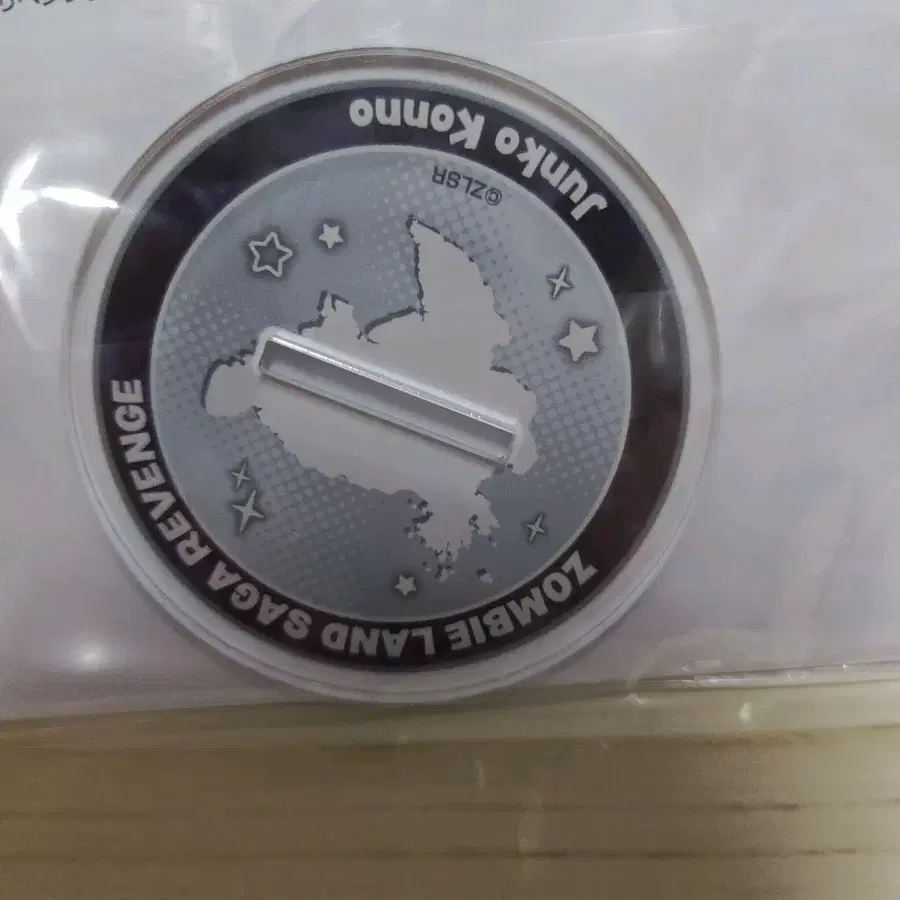 ZOMBIE LAND SAGA REVENGE
©ZLSR
Junko Konno